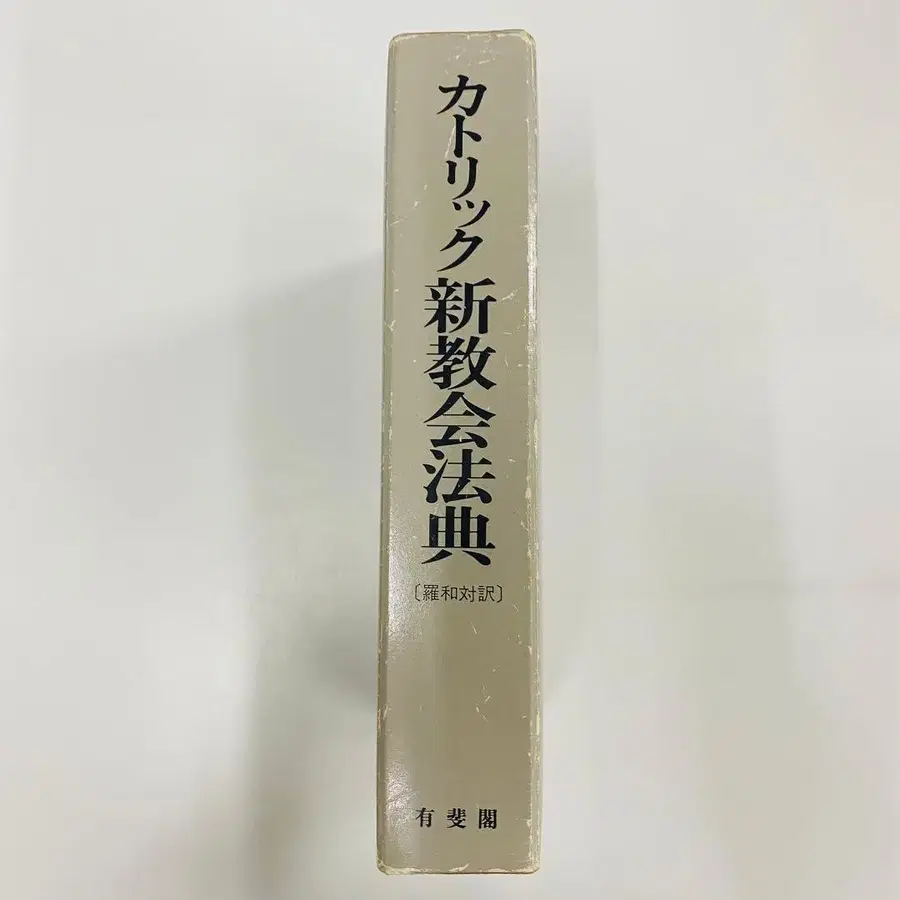 カトリック新教会法典
〔羅和対訳〕
有斐閣